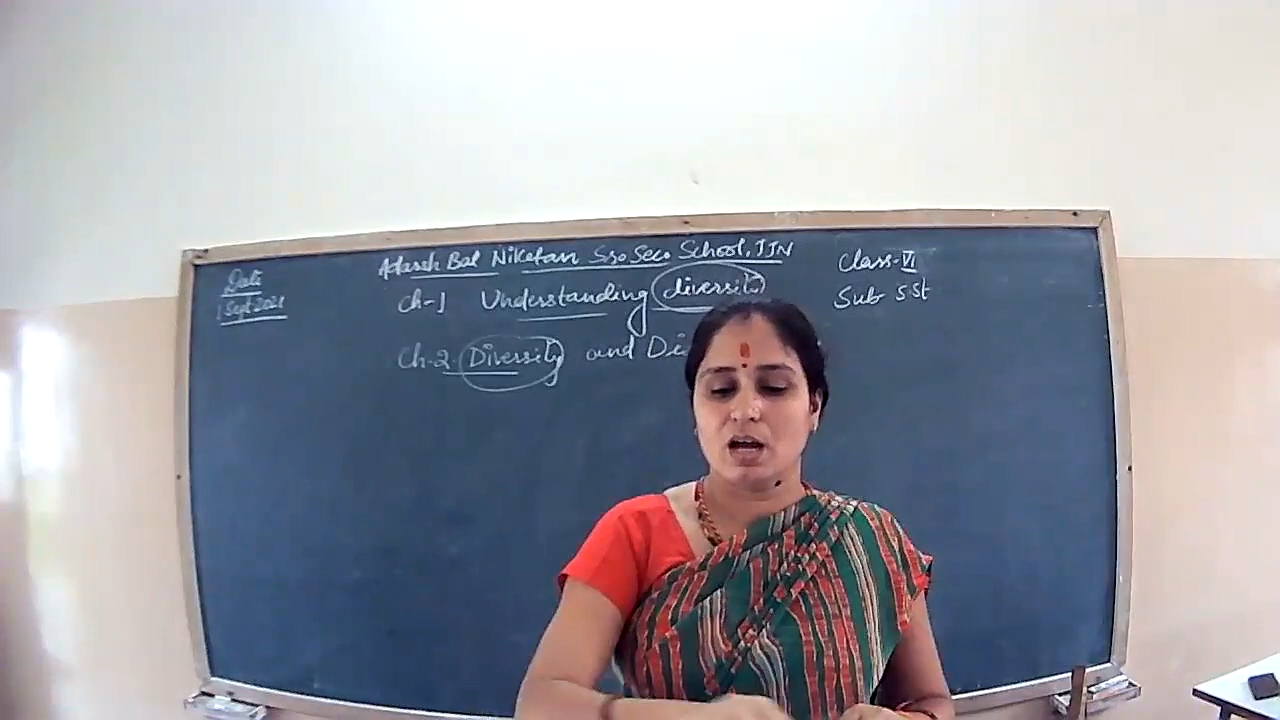 Date
1 Sept 2021
Adarsh Bal Niketan Sr. Sec. School, JJN
Class-VI
Ch-1 Understanding diversity
Sub SSt
Ch-2. Diversity and Di